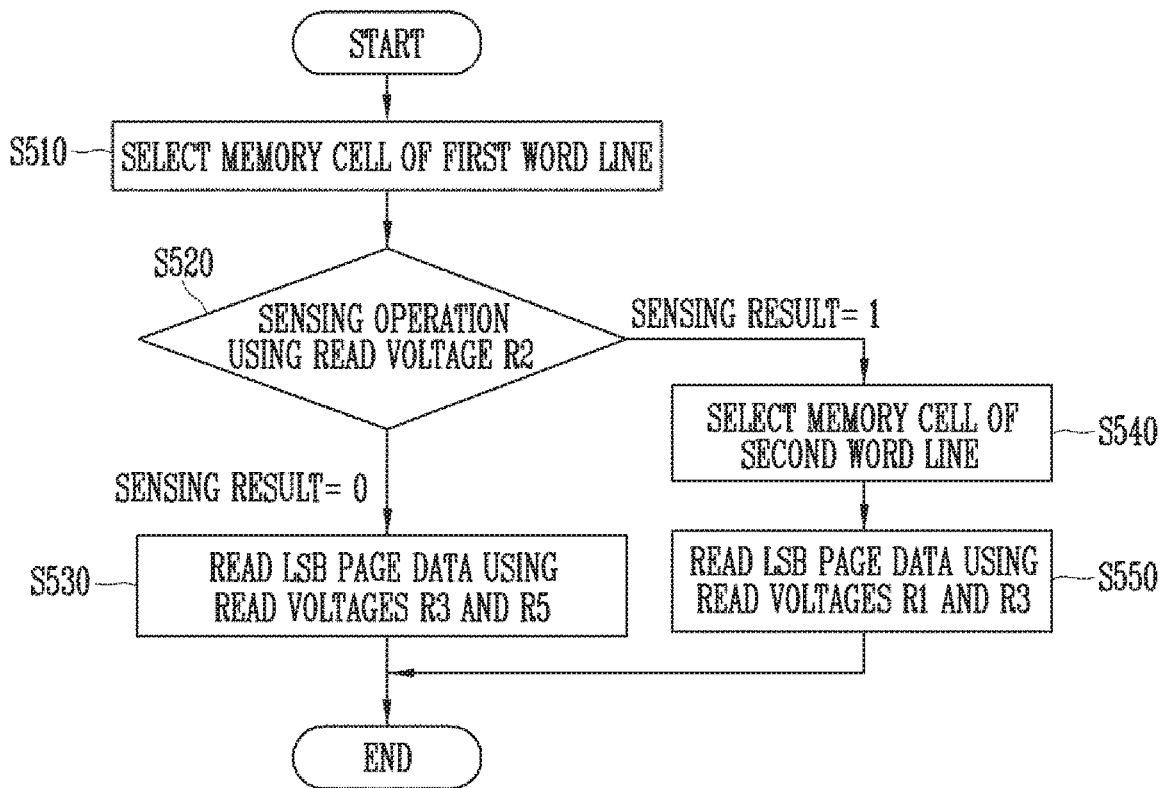 START
S510
SELECT MEMORY CELL OF FIRST WORD LINE
S520
SENSING OPERATION
USING READ VOLTAGE R2
SENSING RESULT= 1
SELECT MEMORY CELL OF
SECOND WORD LINE
S540
SENSING RESULT= 0
S530
READ LSB PAGE DATA USING
READ VOLTAGES R3 AND R5
READ LSB PAGE DATA USING
READ VOLTAGES R1 AND R3
S550
END